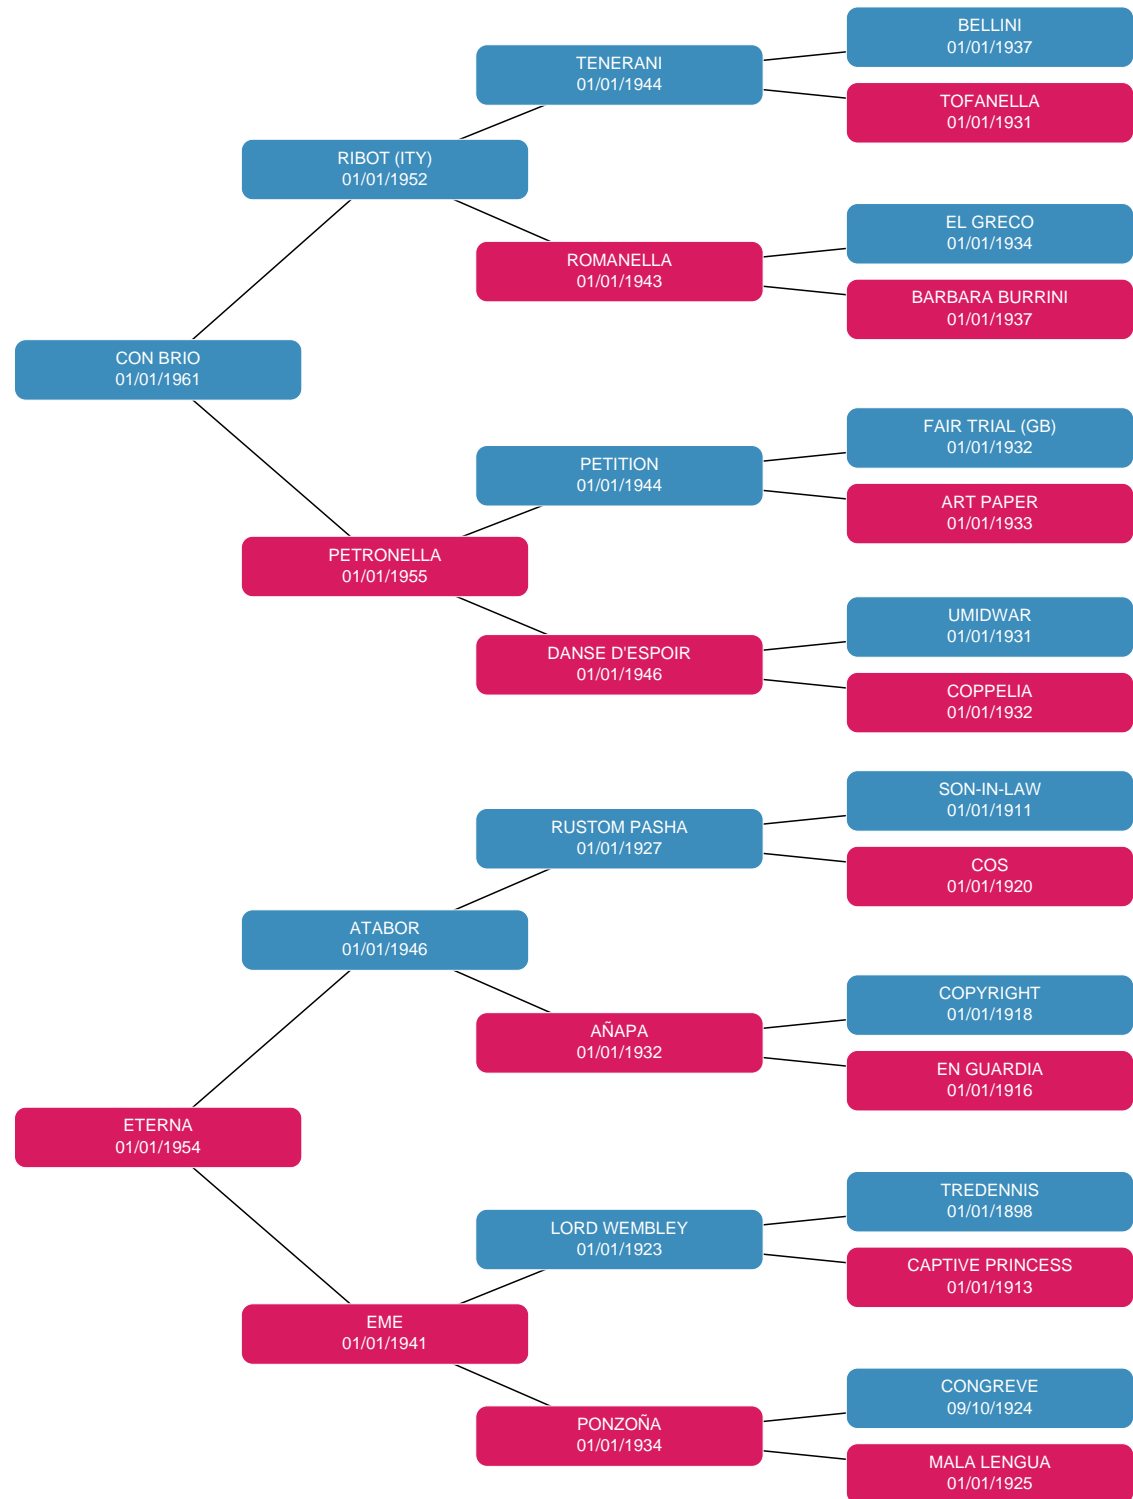 BELLINI
01/01/1937
TENERANI
01/01/1944
TOFANELLA
01/01/1931
RIBOT (ITY)
01/01/1952
EL GRECO
01/01/1934
ROMANELLA
01/01/1943
BARBARA BURRINI
01/01/1937
CON BRIO
01/01/1961
FAIR TRIAL (GB)
01/01/1932
PETITION
01/01/1944
ART PAPER
01/01/1933
PETRONELLA
01/01/1955
UMIDWAR
01/01/1931
DANSE D'ESPOIR
01/01/1946
COPPELIA
01/01/1932
SON-IN-LAW
01/01/1911
RUSTOM PASHA
01/01/1927
COS
01/01/1920
ATABOR
01/01/1946
COPYRIGHT
01/01/1918
AÑAPA
01/01/1932
EN GUARDIA
01/01/1916
ETERNA
01/01/1954
TREDENNIS
01/01/1898
LORD WEMBLEY
01/01/1923
CAPTIVE PRINCESS
01/01/1913
EME
01/01/1941
CONGREVE
09/10/1924
PONZOÑA
01/01/1934
MALA LENGUA
01/01/1925